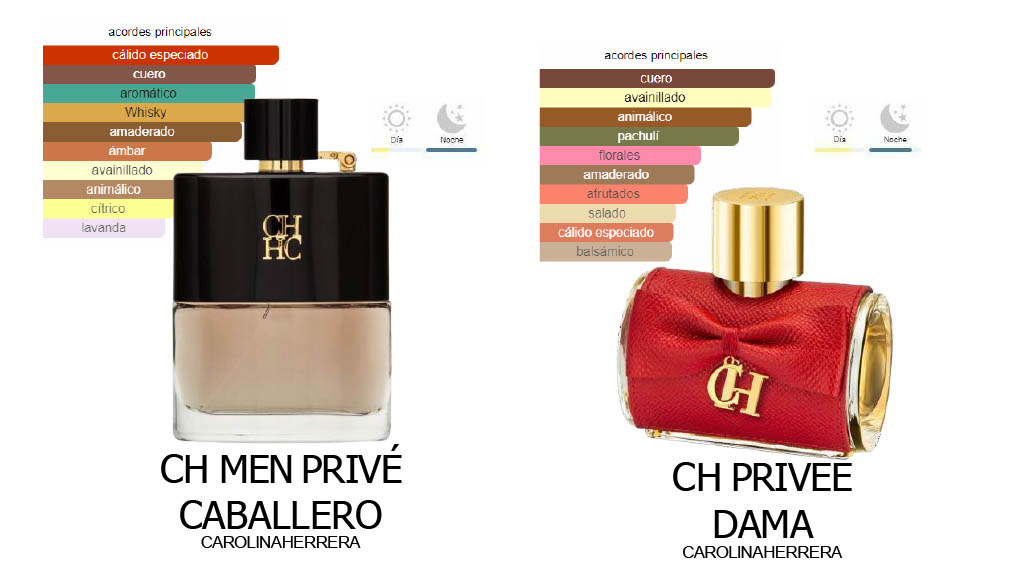 acordes principales
cálido especiado
cuero
aromático
Whisky
amaderado
ámbar
avainillado
animálico
cítrico
lavanda
Día
Noche
CH
HC
CH MEN PRIVÉ
CABALLERO
CAROLINAHERRERA
acordes principales
cuero
avainillado
animálico
pachulí
florales
amaderado
afrutados
salado
cálido especiado
balsámico
Día
Noche
CH
CH PRIVEE
DAMA
CAROLINAHERRERA